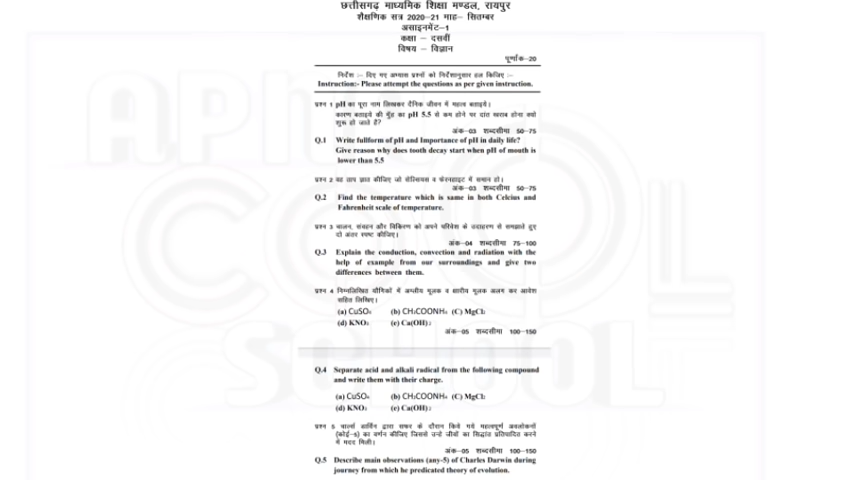 छत्तीसगढ़ माध्यमिक शिक्षा मण्डल, रायपुर
शैक्षणिक सत्र 2020–21 माह– सितम्बर
असाइनमेंट–1
कक्षा – दसवीं
विषय – विज्ञान
पूर्णांक–20
निर्देश :– दिए गए अभ्यास प्रश्नों को निर्देशानुसार हल किजिए :–
Instruction:- Please attempt the questions as per given instruction.
प्रश्न 1 pH का पूरा नाम लिखकर दैनिक जीवन में महत्व बताइये।
कारण बताइये की मुँह का pH 5.5 से कम होने पर दांत खराब होना क्यों
शुरू हो जाते है?
अंक–03 शब्दसीमा 50–75
Q.1 Write fullform of pH and Importance of pH in daily life?
Give reason why does tooth decay start when pH of mouth is
lower than 5.5
प्रश्न 2 वह ताप ज्ञात कीजिए जो सेल्सियस व फेरनहाइट में समान हो।
अंक–03 शब्दसीमा 50–75
Q.2 Find the temperature which is same in both Celcius and
Fahrenheit scale of temperature.
प्रश्न 3 चालन, संवहन और विकिरण को अपने परिवेश के उदाहरण से समझाते हुए
दो अंतर स्पष्ट कीजिए।
अंक–04 शब्दसीमा 75–100
Q.3 Explain the conduction, convection and radiation with the
help of example from our surroundings and give two
differences between them.
प्रश्न 4 निम्नलिखित यौगिकों में अम्लीय मूलक व क्षारीय मूलक अलग कर आवेश
सहित लिखिए।
(a) CuSO₄ (b) CH₃COONH₄ (C) MgCl₂
(d) KNO₃ (e) Ca(OH)₂
अंक–05 शब्दसीमा 100–150
Q.4 Separate acid and alkali radical from the following compound
and write them with their charge.
(a) CuSO₄ (b) CH₃COONH₄ (C) MgCl₂
(d) KNO₃ (e) Ca(OH)₂
प्रश्न 5 चार्ल्स डार्विन द्वारा सफर के दौरान किये गये महत्वपूर्ण अवलोकनों
(कोई–5) का वर्णन कीजिए जिससे उन्हे जीवों का सिद्धांत प्रतिपादित करने
में मदद मिली।
अंक–05 शब्दसीमा 100–150
Q.5 Describe main observations (any-5) of Charles Darwin during
journey from which he predicated theory of evolution.
APNI
COOL
SCHOOL